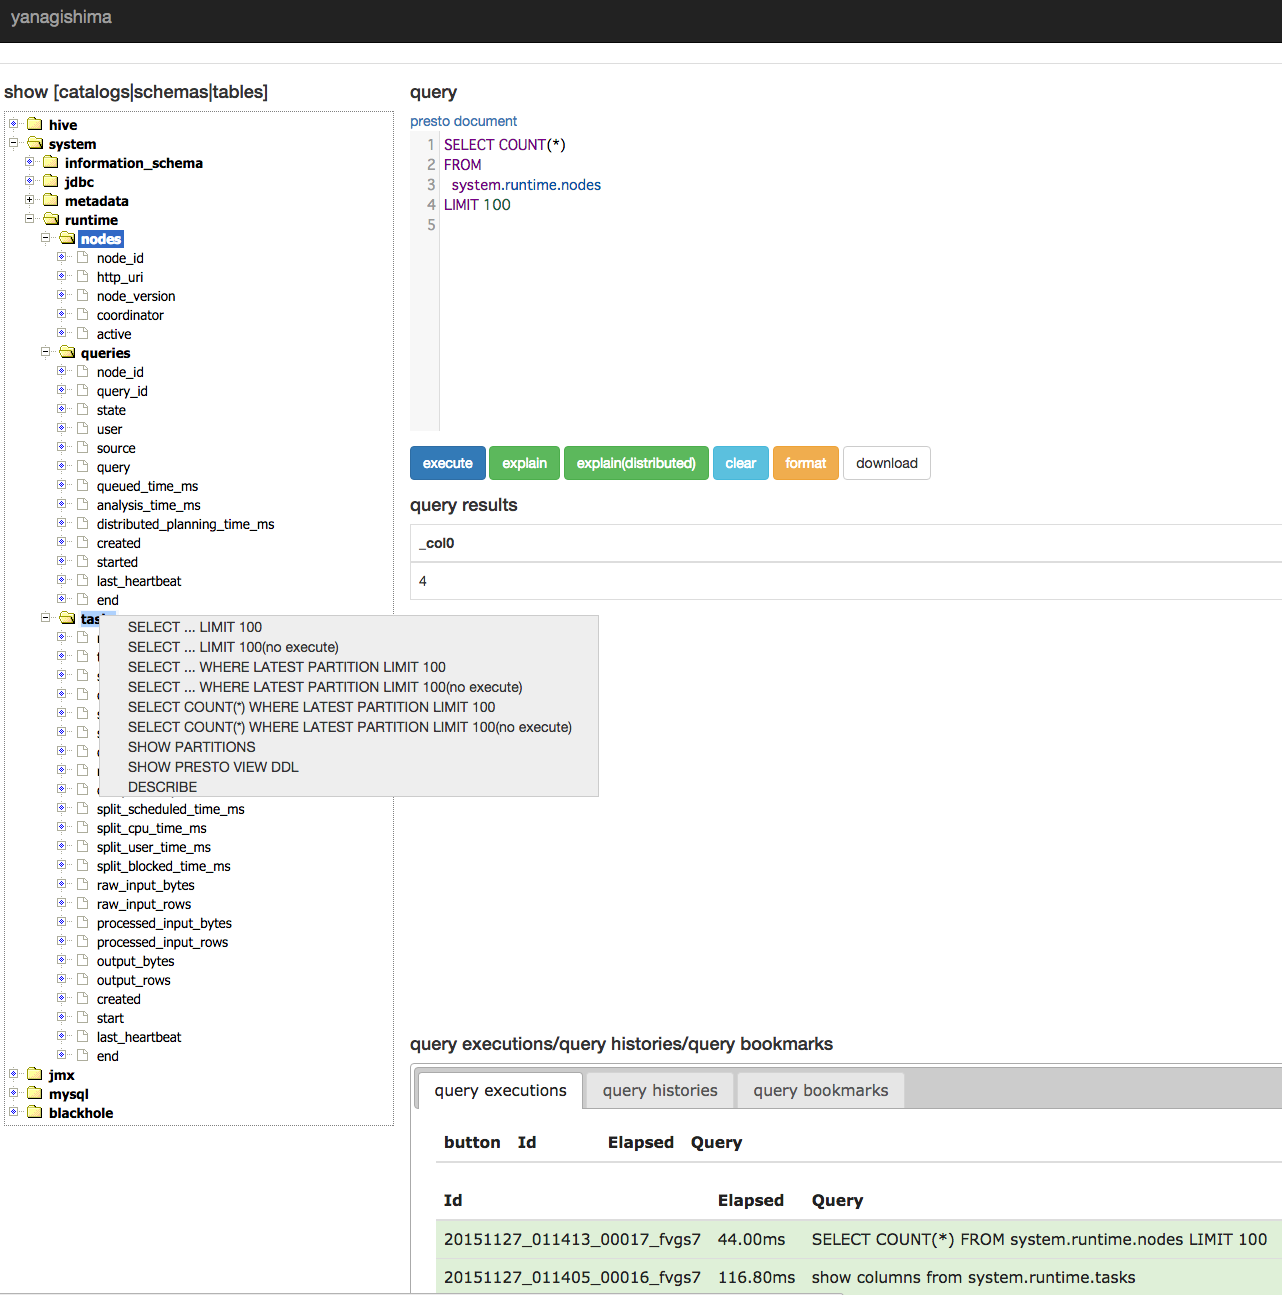 yanagishima
show [catalogs|schemas|tables]
hive
system
information_schema
jdbc
metadata
runtime
nodes
node_id
http_uri
node_version
coordinator
active
queries
node_id
query_id
state
user
source
query
queued_time_ms
analysis_time_ms
distributed_planning_time_ms
created
started
last_heartbeat
end
SELECT ... LIMIT 100
SELECT ... LIMIT 100(no execute)
SELECT ... WHERE LATEST PARTITION LIMIT 100
SELECT ... WHERE LATEST PARTITION LIMIT 100(no execute)
SELECT COUNT(*) WHERE LATEST PARTITION LIMIT 100
SELECT COUNT(*) WHERE LATEST PARTITION LIMIT 100(no execute)
SHOW PARTITIONS
SHOW PRESTO VIEW DDL
DESCRIBE
split_scheduled_time_ms
split_cpu_time_ms
split_user_time_ms
split_blocked_time_ms
raw_input_bytes
raw_input_rows
processed_input_bytes
processed_input_rows
output_bytes
output_rows
created
start
last_heartbeat
end
jmx
mysql
blackhole
query
presto document
1 SELECT COUNT(*)
2 FROM
3 system.runtime.nodes
4 LIMIT 100
5
execute explain explain(distributed) clear format download
query results
_col0
4
query executions/query histories/query bookmarks
query executions query histories query bookmarks
button Id Elapsed Query
Id Elapsed Query
20151127_011413_00017_fvgs7 44.00ms SELECT COUNT(*) FROM system.runtime.nodes LIMIT 100
20151127_011405_00016_fvgs7 116.80ms show columns from system.runtime.tasks